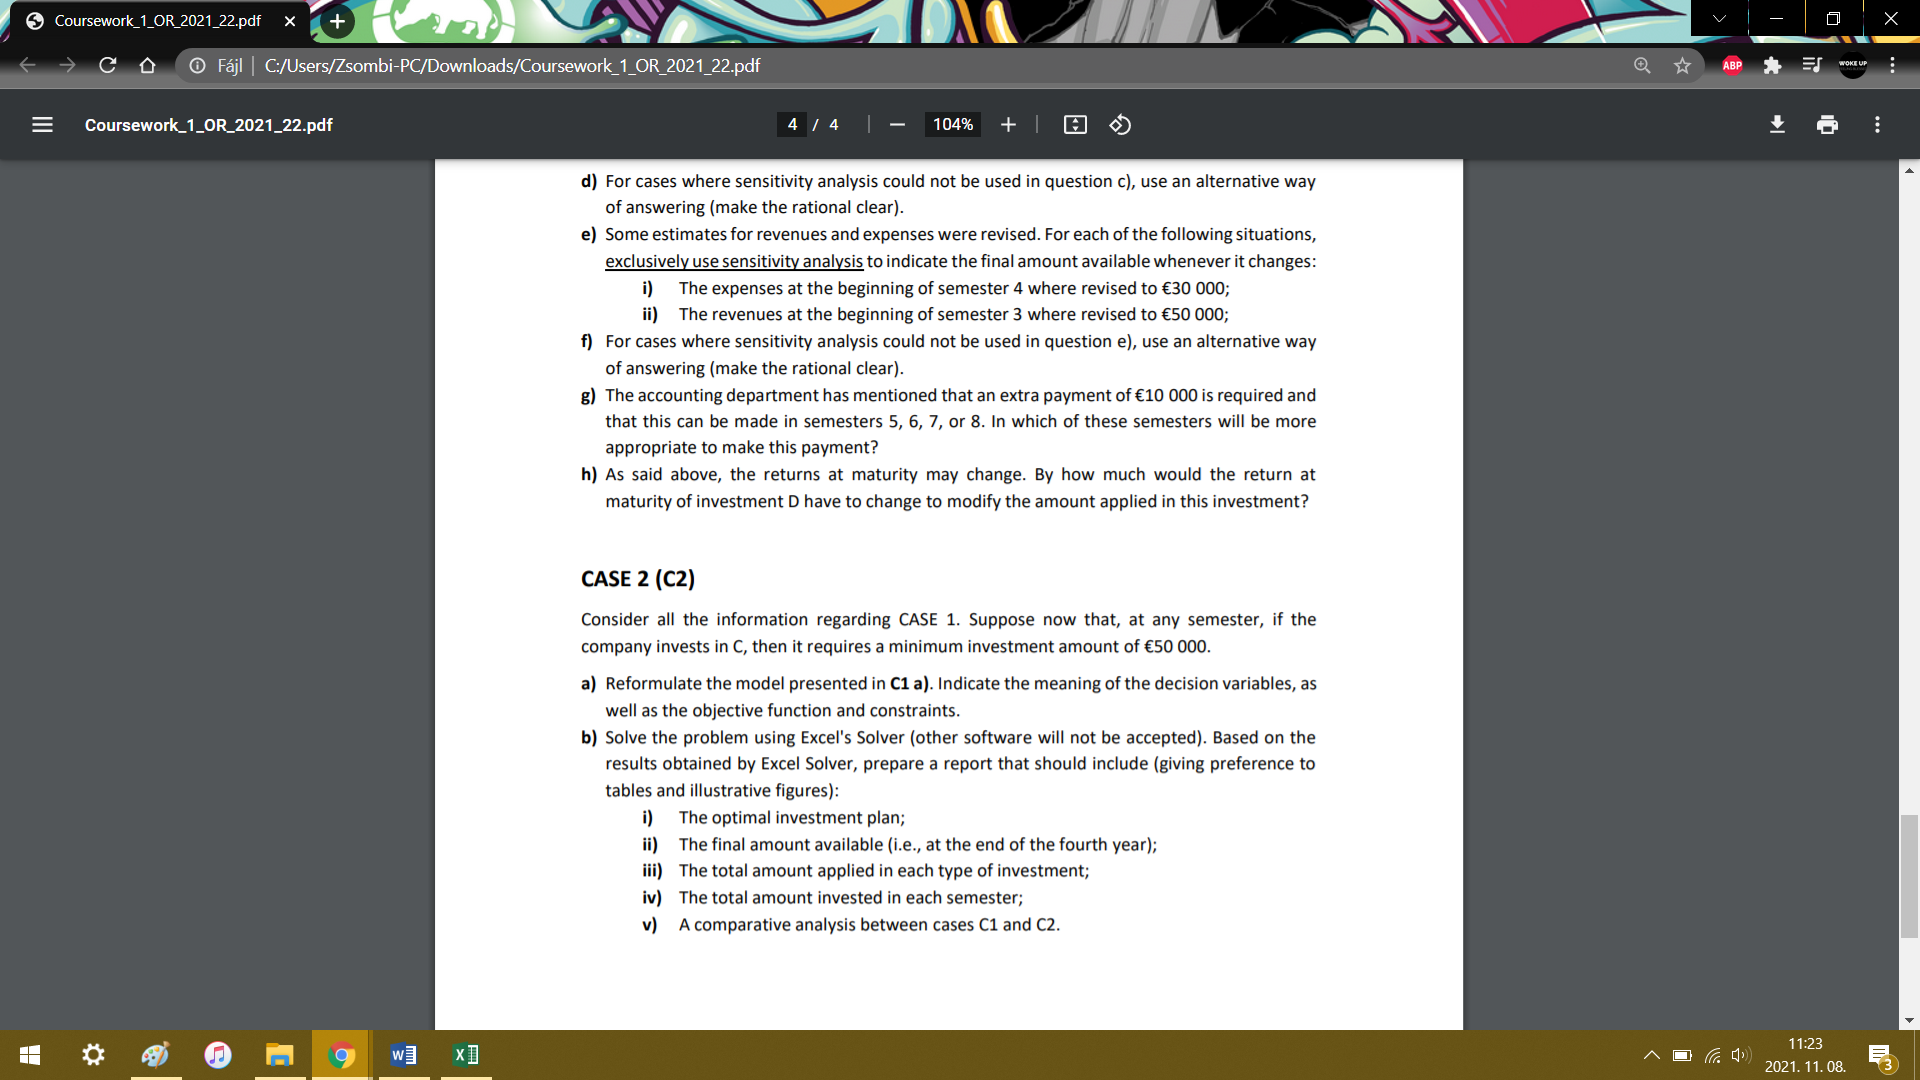 Coursework_1_OR_2021_22.pdf
Fájl | C:/Users/Zsombi-PC/Downloads/Coursework_1_OR_2021_22.pdf
ABP
WOKE UP
Coursework_1_OR_2021_22.pdf
4 / 4
104%
d) For cases where sensitivity analysis could not be used in question c), use an alternative way
of answering (make the rational clear).
e) Some estimates for revenues and expenses were revised. For each of the following situations,
exclusively use sensitivity analysis to indicate the final amount available whenever it changes:
i) The expenses at the beginning of semester 4 where revised to €30 000;
ii) The revenues at the beginning of semester 3 where revised to €50 000;
f) For cases where sensitivity analysis could not be used in question e), use an alternative way
of answering (make the rational clear).
g) The accounting department has mentioned that an extra payment of €10 000 is required and
that this can be made in semesters 5, 6, 7, or 8. In which of these semesters will be more
appropriate to make this payment?
h) As said above, the returns at maturity may change. By how much would the return at
maturity of investment D have to change to modify the amount applied in this investment?
CASE 2 (C2)
Consider all the information regarding CASE 1. Suppose now that, at any semester, if the
company invests in C, then it requires a minimum investment amount of €50 000.
a) Reformulate the model presented in C1 a). Indicate the meaning of the decision variables, as
well as the objective function and constraints.
b) Solve the problem using Excel's Solver (other software will not be accepted). Based on the
results obtained by Excel Solver, prepare a report that should include (giving preference to
tables and illustrative figures):
i) The optimal investment plan;
ii) The final amount available (i.e., at the end of the fourth year);
iii) The total amount applied in each type of investment;
iv) The total amount invested in each semester;
v) A comparative analysis between cases C1 and C2.
11:23
2021. 11. 08.
3